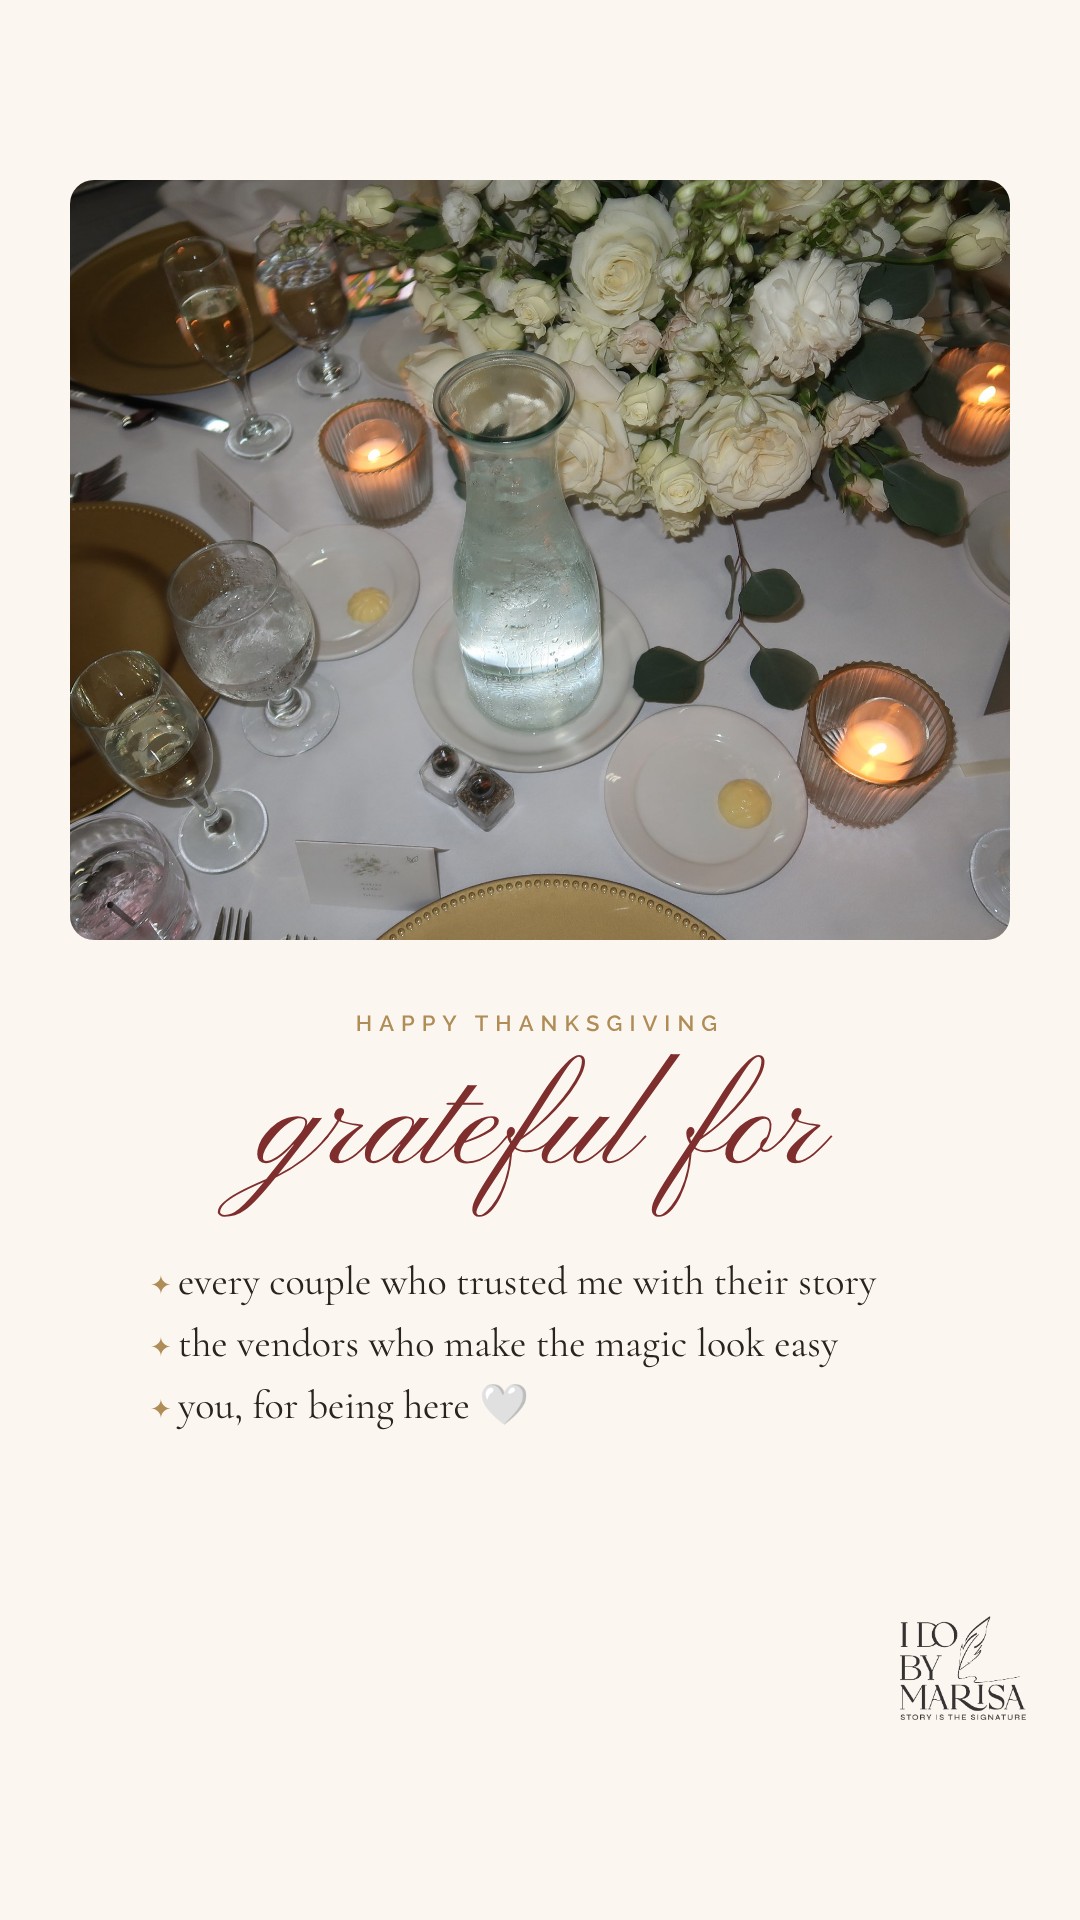 HAPPY THANKSGIVING
grateful for
✦ every couple who trusted me with their story
✦ the vendors who make the magic look easy
✦ you, for being here 🤍
I DO
BY
MARISA
STORY IS THE SIGNATURE